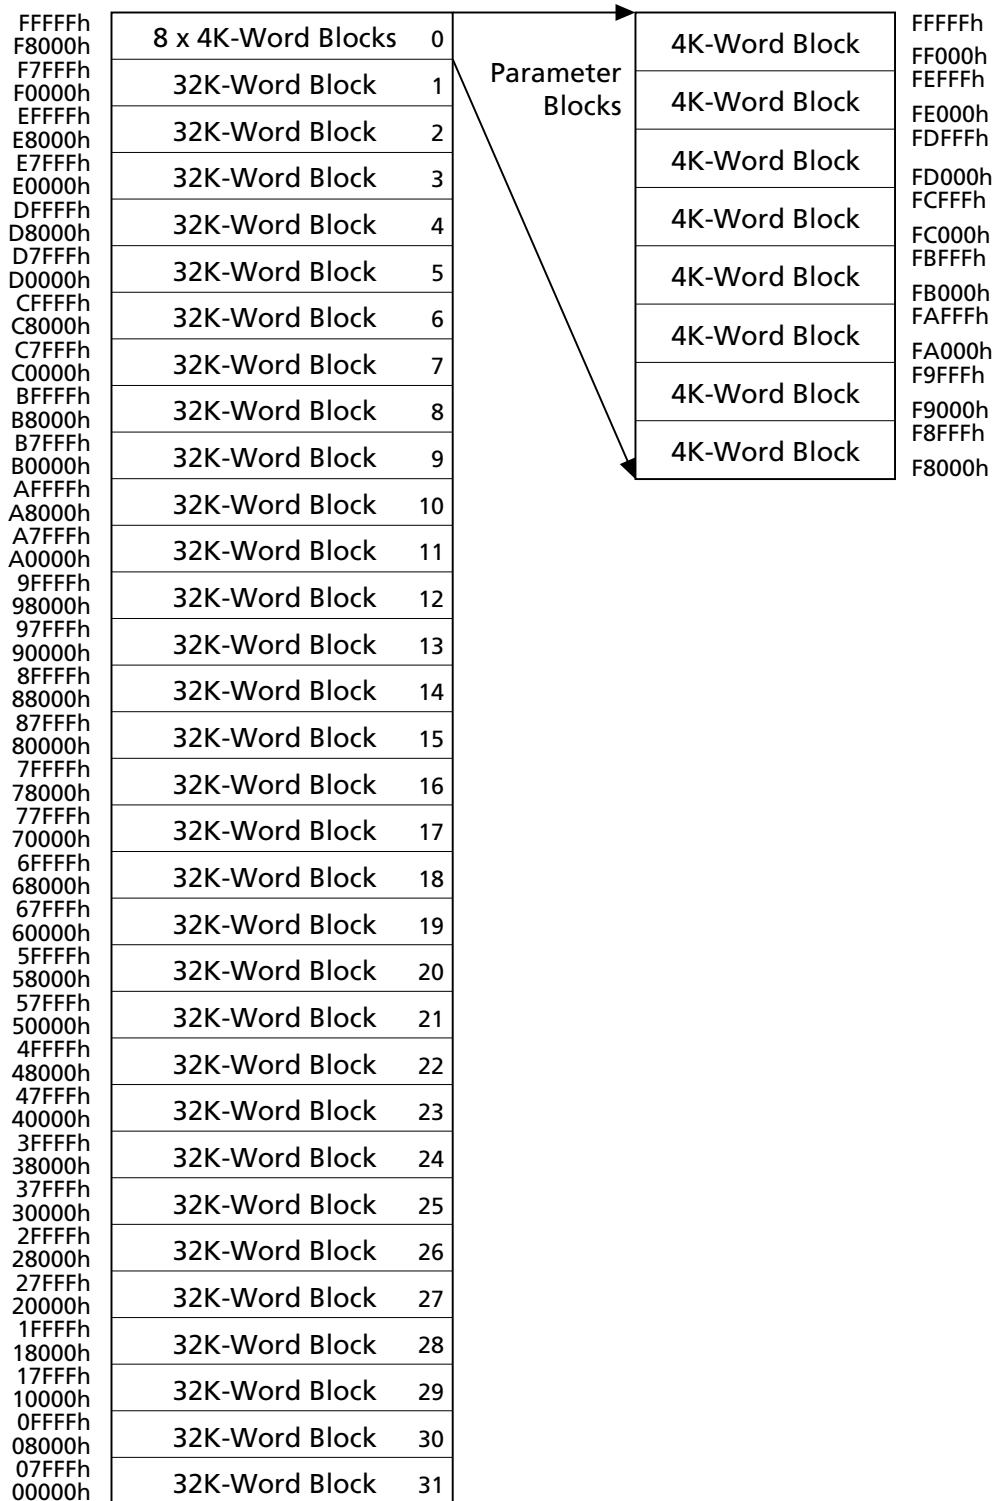 FFFFFh
F8000h
8 x 4K-Word Blocks 0
F7FFFh
F0000h
32K-Word Block 1
EFFFFh
E8000h
32K-Word Block 2
E7FFFh
E0000h
32K-Word Block 3
DFFFFh
D8000h
32K-Word Block 4
D7FFFh
D0000h
32K-Word Block 5
CFFFFh
C8000h
32K-Word Block 6
C7FFFh
C0000h
32K-Word Block 7
BFFFFh
B8000h
32K-Word Block 8
B7FFFh
B0000h
32K-Word Block 9
AFFFFh
A8000h
32K-Word Block 10
A7FFFh
A0000h
32K-Word Block 11
9FFFFh
98000h
32K-Word Block 12
97FFFh
90000h
32K-Word Block 13
8FFFFh
88000h
32K-Word Block 14
87FFFh
80000h
32K-Word Block 15
7FFFFh
78000h
32K-Word Block 16
77FFFh
70000h
32K-Word Block 17
6FFFFh
68000h
32K-Word Block 18
67FFFh
60000h
32K-Word Block 19
5FFFFh
58000h
32K-Word Block 20
57FFFh
50000h
32K-Word Block 21
4FFFFh
48000h
32K-Word Block 22
47FFFh
40000h
32K-Word Block 23
3FFFFh
38000h
32K-Word Block 24
37FFFh
30000h
32K-Word Block 25
2FFFFh
28000h
32K-Word Block 26
27FFFh
20000h
32K-Word Block 27
1FFFFh
18000h
32K-Word Block 28
17FFFh
10000h
32K-Word Block 29
0FFFFh
08000h
32K-Word Block 30
07FFFh
00000h
32K-Word Block 31
Parameter
Blocks
4K-Word Block
FFFFFh
FF000h
4K-Word Block
FEFFFh
FE000h
4K-Word Block
FDFFFh
FD000h
4K-Word Block
FCFFFh
FC000h
4K-Word Block
FBFFFh
FB000h
4K-Word Block
FAFFFh
FA000h
4K-Word Block
F9FFFh
F9000h
4K-Word Block
F8FFFh
F8000h